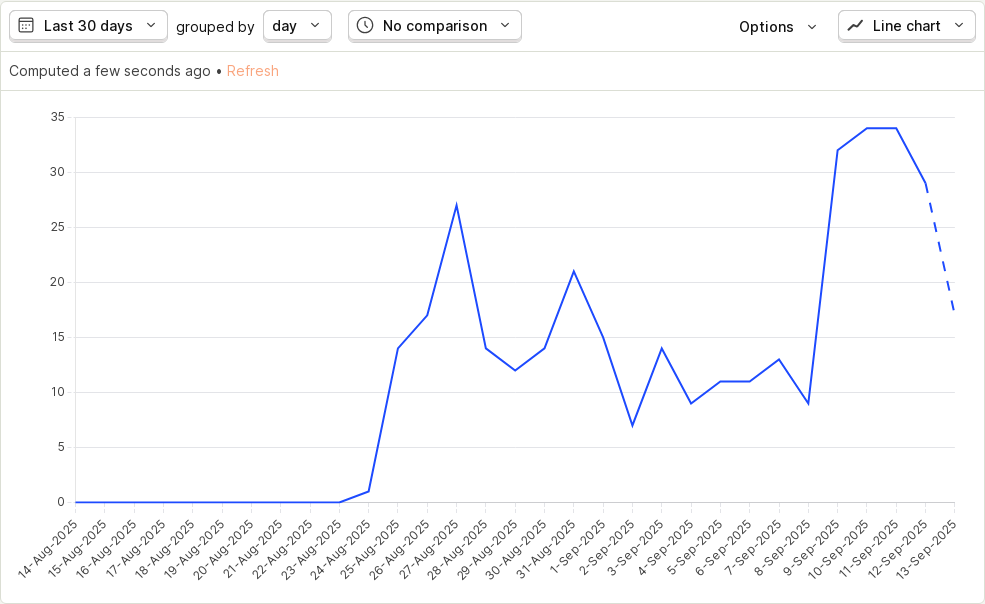 Last 30 days grouped by day No comparison Options Line chart
Computed a few seconds ago • Refresh
35
30
25
20
15
10
5
0
14-Aug-2025
15-Aug-2025
16-Aug-2025
17-Aug-2025
18-Aug-2025
19-Aug-2025
20-Aug-2025
21-Aug-2025
22-Aug-2025
23-Aug-2025
24-Aug-2025
25-Aug-2025
26-Aug-2025
27-Aug-2025
28-Aug-2025
29-Aug-2025
30-Aug-2025
31-Aug-2025
1-Sep-2025
2-Sep-2025
3-Sep-2025
4-Sep-2025
5-Sep-2025
6-Sep-2025
7-Sep-2025
8-Sep-2025
9-Sep-2025
10-Sep-2025
11-Sep-2025
12-Sep-2025
13-Sep-2025